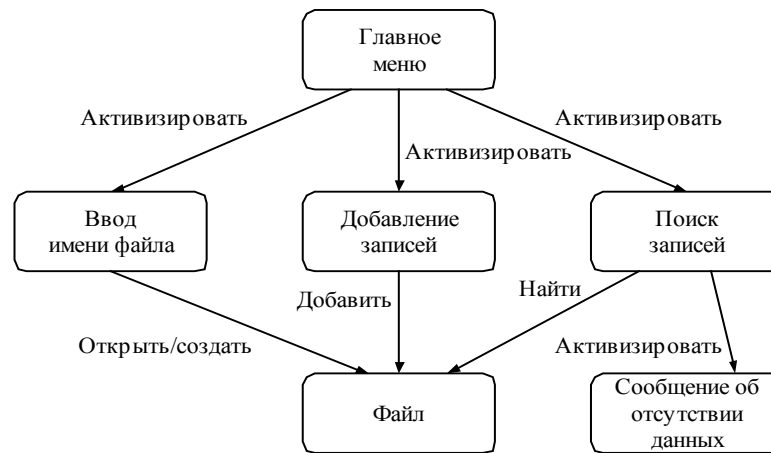 Главное
меню
Активизировать
Активизировать
Активизировать
Ввод
имени файла
Добавление
записей
Поиск
записей
Добавить
Найти
Открыть/создать
Активизировать
Файл
Сообщение об
отсутствии
данных